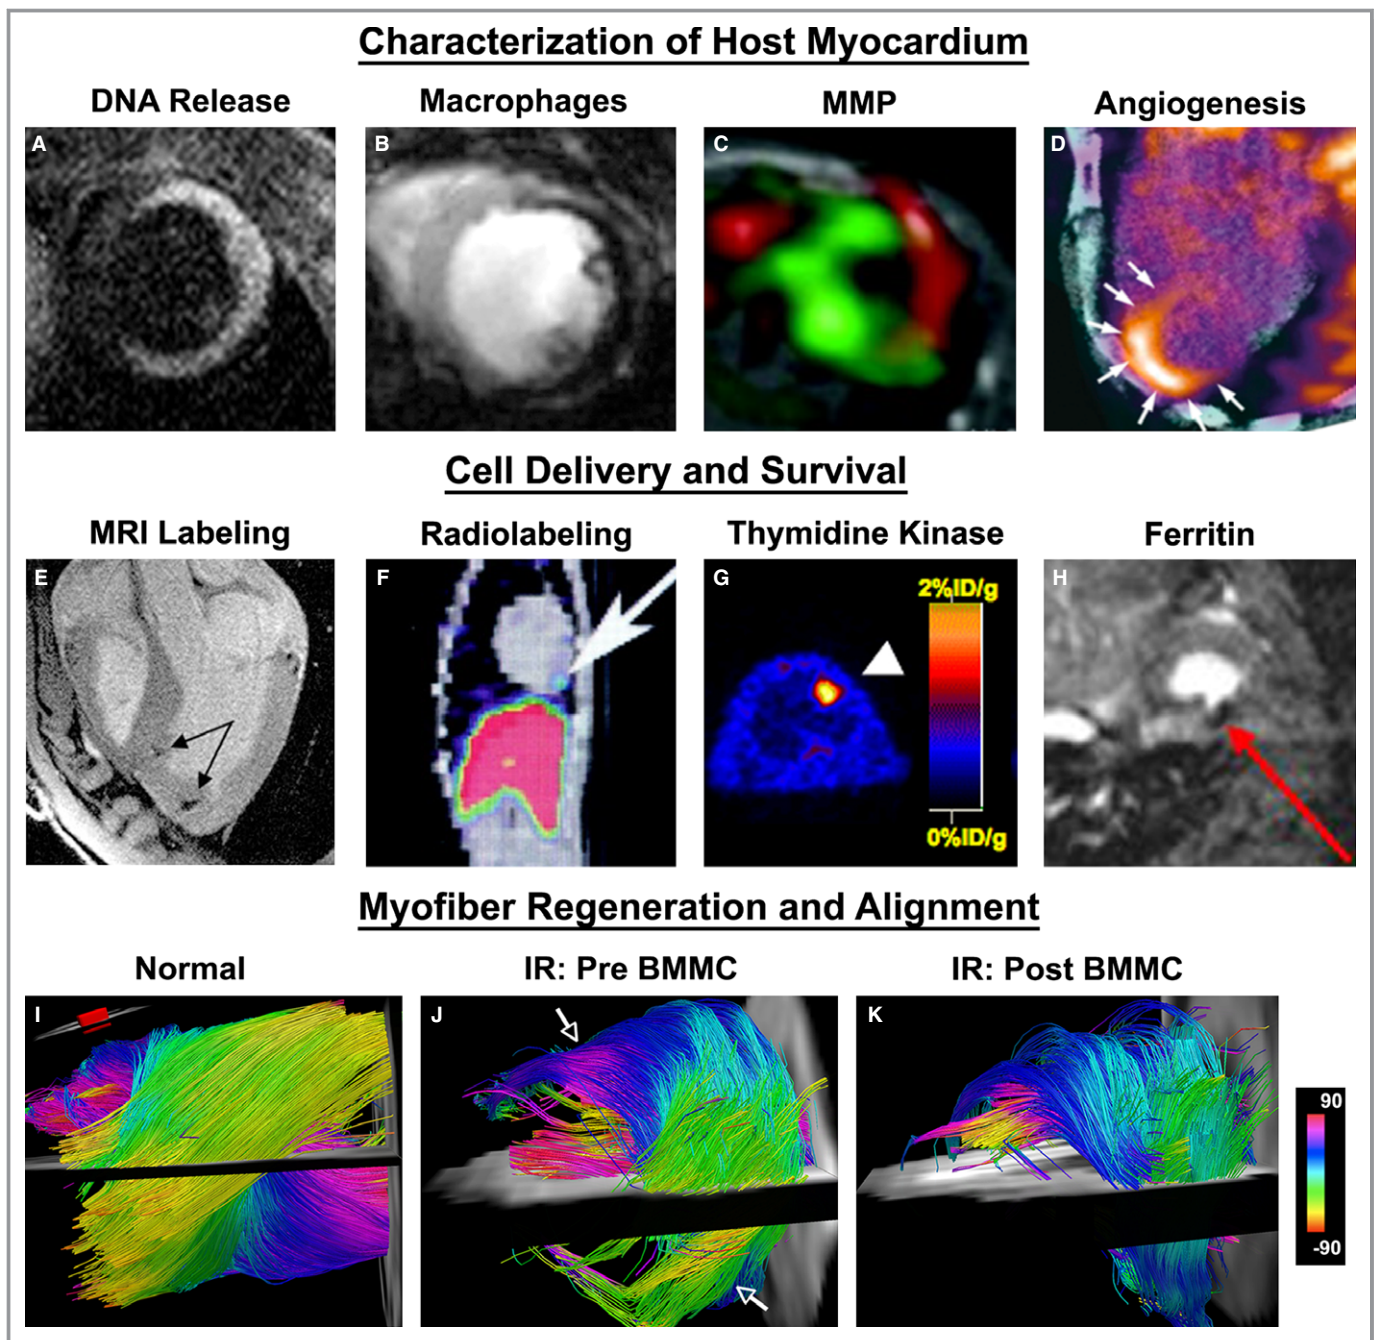 Characterization of Host Myocardium
DNA Release Macrophages MMP Angiogenesis
A B C D
Cell Delivery and Survival
MRI Labeling Radiolabeling Thymidine Kinase Ferritin
E F G H
2%ID/g
0%ID/g
Myofiber Regeneration and Alignment
Normal IR: Pre BMMC IR: Post BMMC
I J K
90
-90